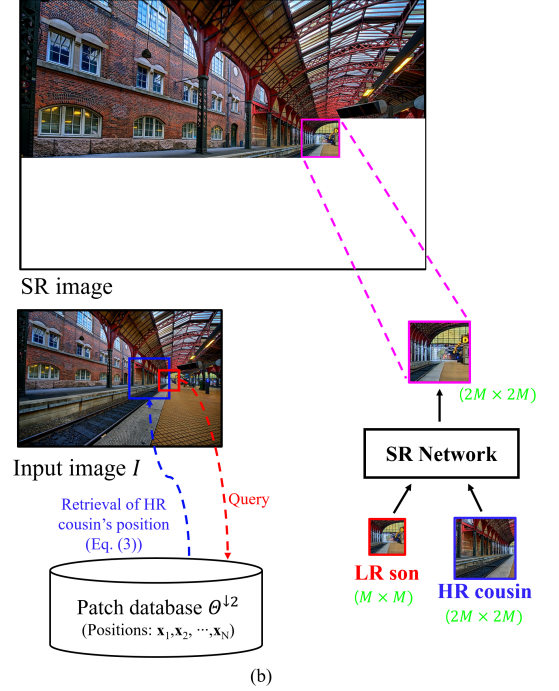 SR image
D
(2M × 2M)
SR Network
Input image I
Retrieval of HR
cousin's position
(Eq. (3))
Query
LR son
(M × M)
HR cousin
(2M × 2M)
Patch database Θ↓2
(Positions: x1,x2, ⋯,xN)
(b)